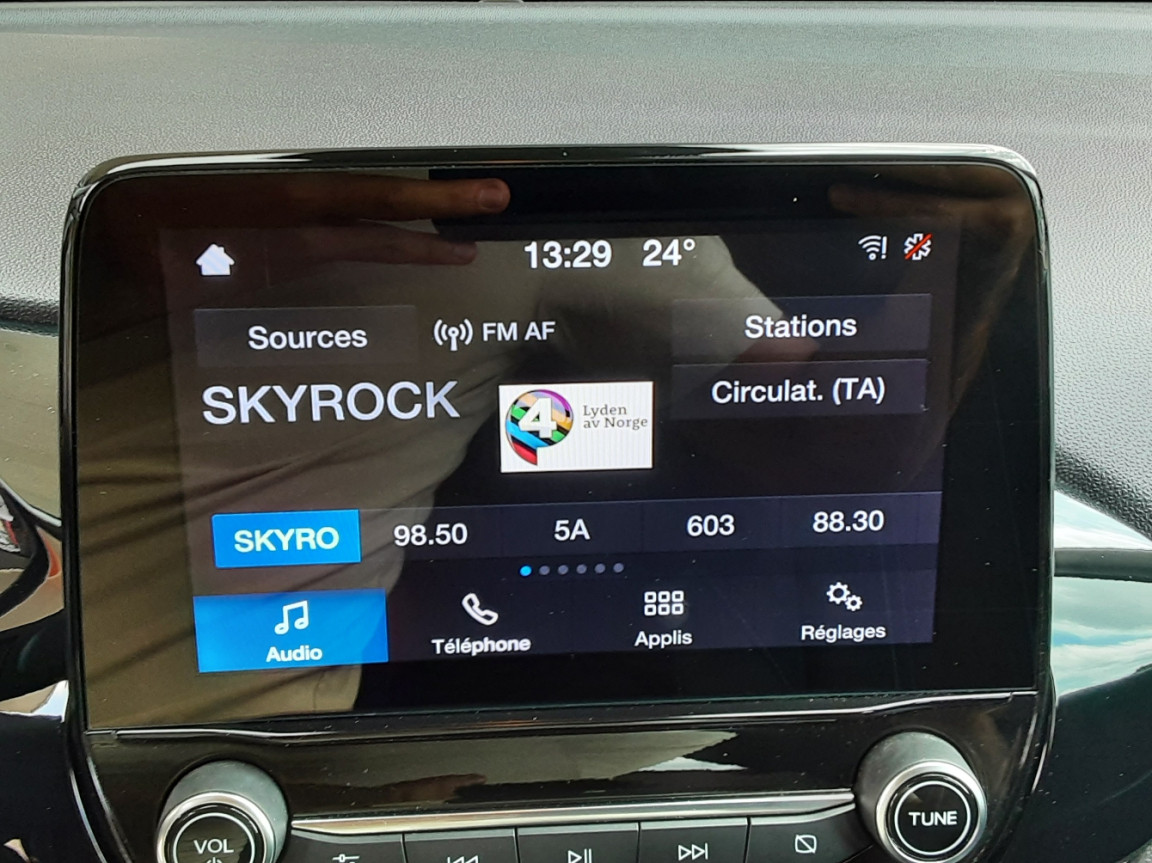 13:29 24°
Sources
FM AF
Stations
SKYROCK
4 Lyden
av Norge
Circulat. (TA)
SKYRO 98.50 5A 603 88.30
Audio
Téléphone
Applis
Réglages
VOL
TUNE